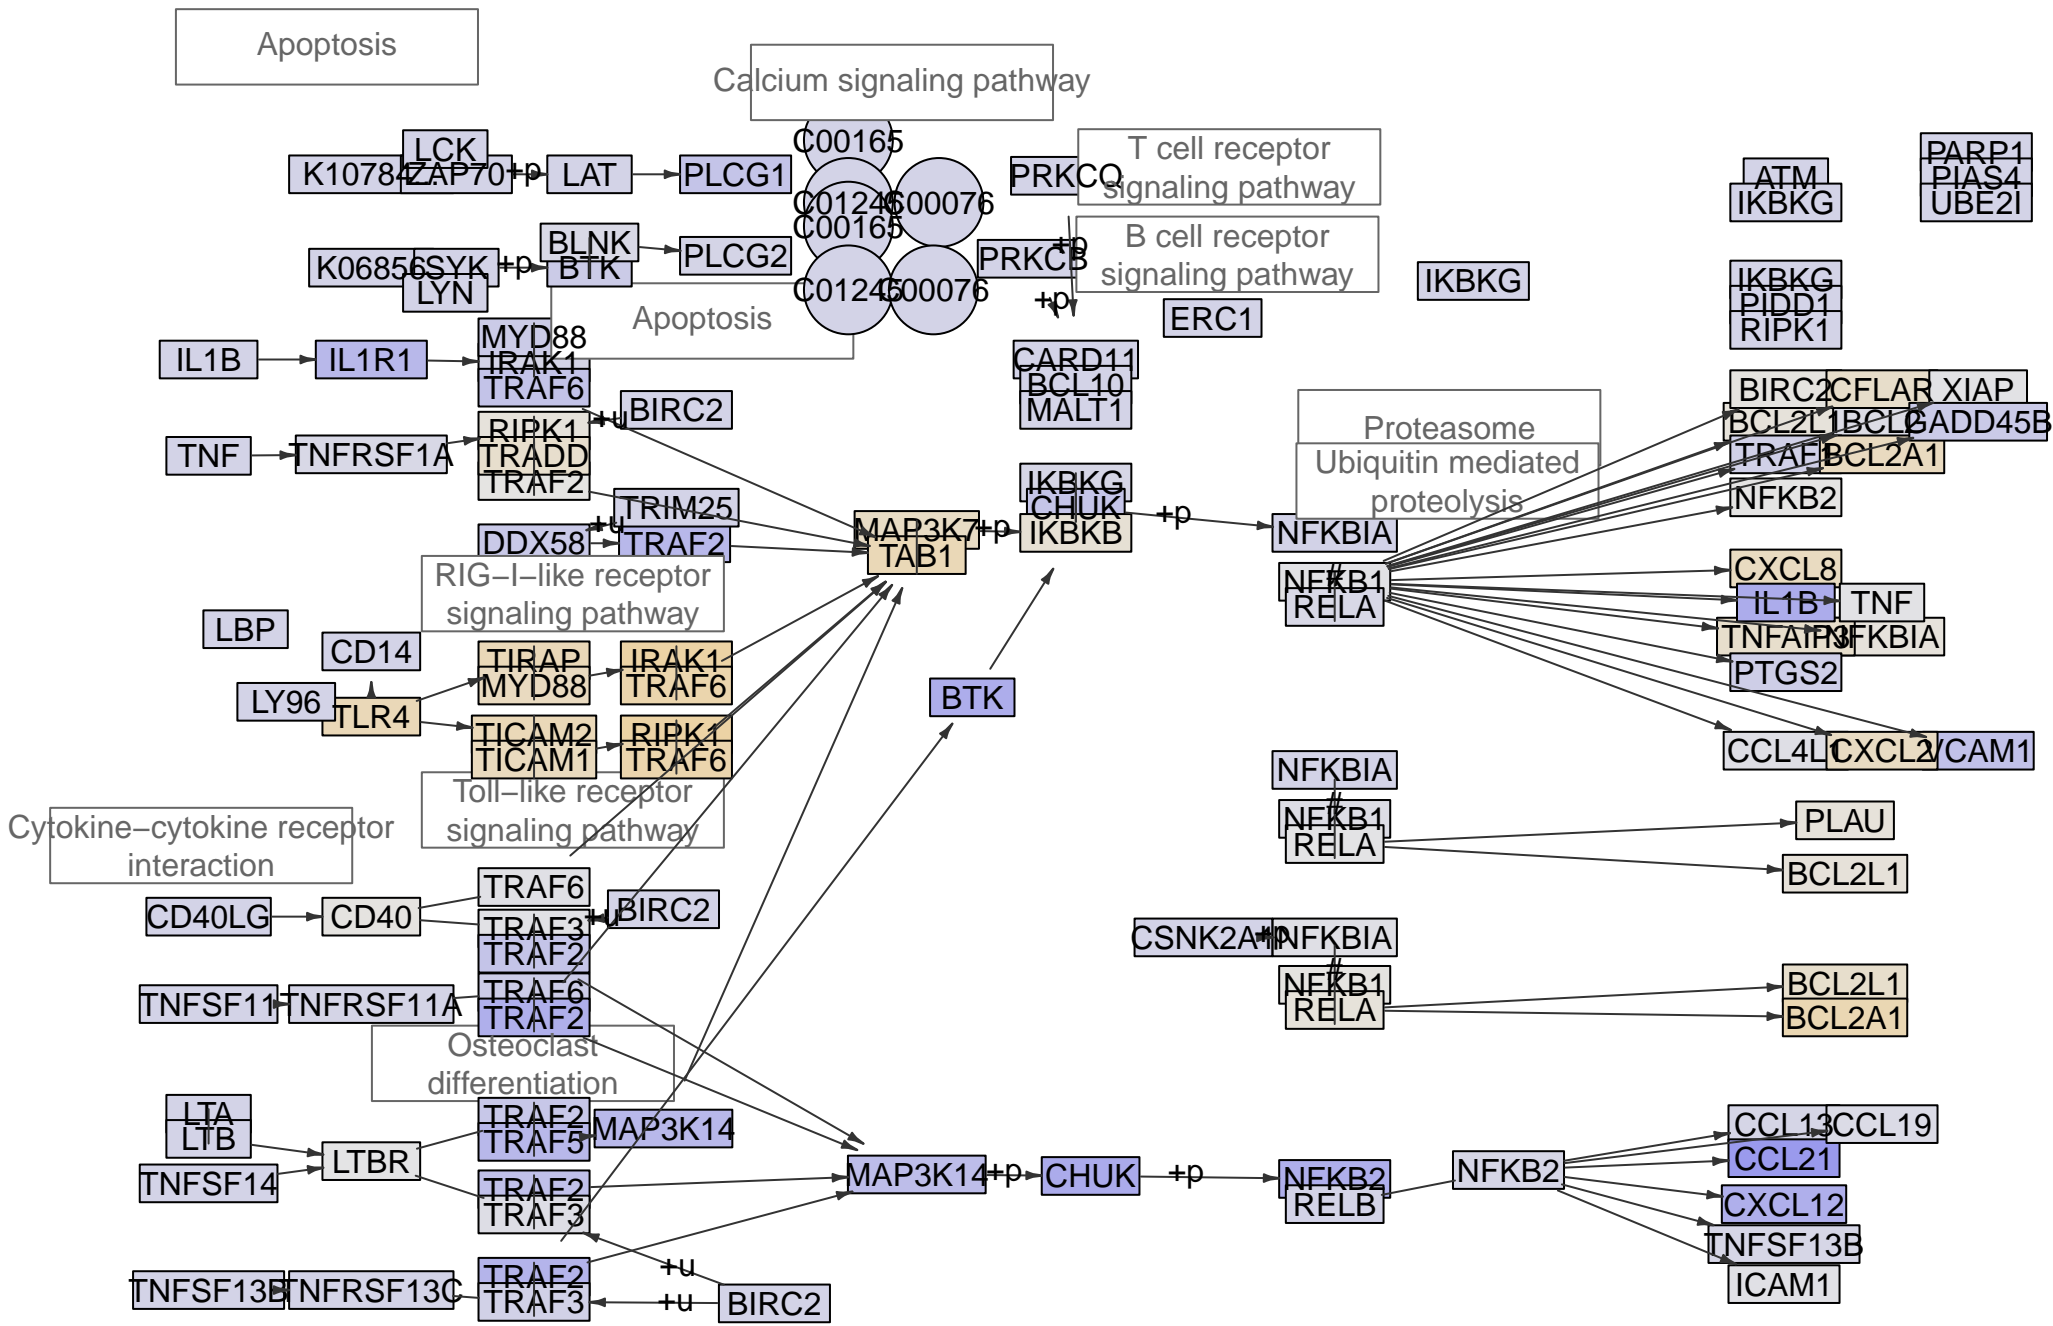 Apoptosis
Calcium signaling pathway
LCK
K10784
ZAP70
+p
LAT
PLCG1
C00165
C01246
C00076
C00165
C01245
C00076
PRKCQ
T cell receptor
signaling pathway
+p
B cell receptor
signaling pathway
PRKCB
+p
ATM
IKBKG
PARP1
PIAS4
UBE2I
K06856
SYK
LYN
+p
BLNK
BTK
PLCG2
Apoptosis
ERC1
IKBKG
IKBKG
PIDD1
RIPK1
IL1B
IL1R1
MYD88
IRAK1
TRAF6
CARD11
BCL10
MALT1
TNF
TNFRSF1A
RIPK1
TRADD
TRAF2
+u
BIRC2
Proteasome
Ubiquitin mediated
proteolysis
BIRC2
CFLAR
XIAP
BCL2L1
BCL2
GADD45B
TRAF1
BCL2A1
NFKB2
DDX58
+u
TRIM25
TRAF2
MAP3K7
TAB1
+p
IKBKG
CHUK
IKBKB
+p
NFKBIA
NFKB1
RELA
RIG−I−like receptor
signaling pathway
CXCL8
IL1B
TNF
TNFAIP3
NFKBIA
PTGS2
CCL4L1
CXCL2
VCAM1
LBP
CD14
LY96
TLR4
TIRAP
MYD88
IRAK1
TRAF6
TICAM2
TICAM1
RIPK1
TRAF6
BTK
Toll−like receptor
signaling pathway
Cytokine−cytokine receptor
interaction
NFKBIA
NFKB1
RELA
PLAU
BCL2L1
CD40LG
CD40
TRAF6
TRAF3
TRAF2
+u
BIRC2
CSNK2A1
+p
NFKBIA
NFKB1
RELA
BCL2L1
BCL2A1
TNFSF11
TNFRSF11A
TRAF6
TRAF2
Osteoclast
differentiation
LTA
LTB
TNFSF14
LTBR
TRAF2
TRAF5
MAP3K14
TRAF2
TRAF3
MAP3K14
+p
CHUK
+p
NFKB2
RELB
NFKB2
CCL13
CCL19
CCL21
CXCL12
TNFSF13B
ICAM1
TNFSF13B
TNFRSF13C
TRAF2
TRAF3
+u
+u
BIRC2